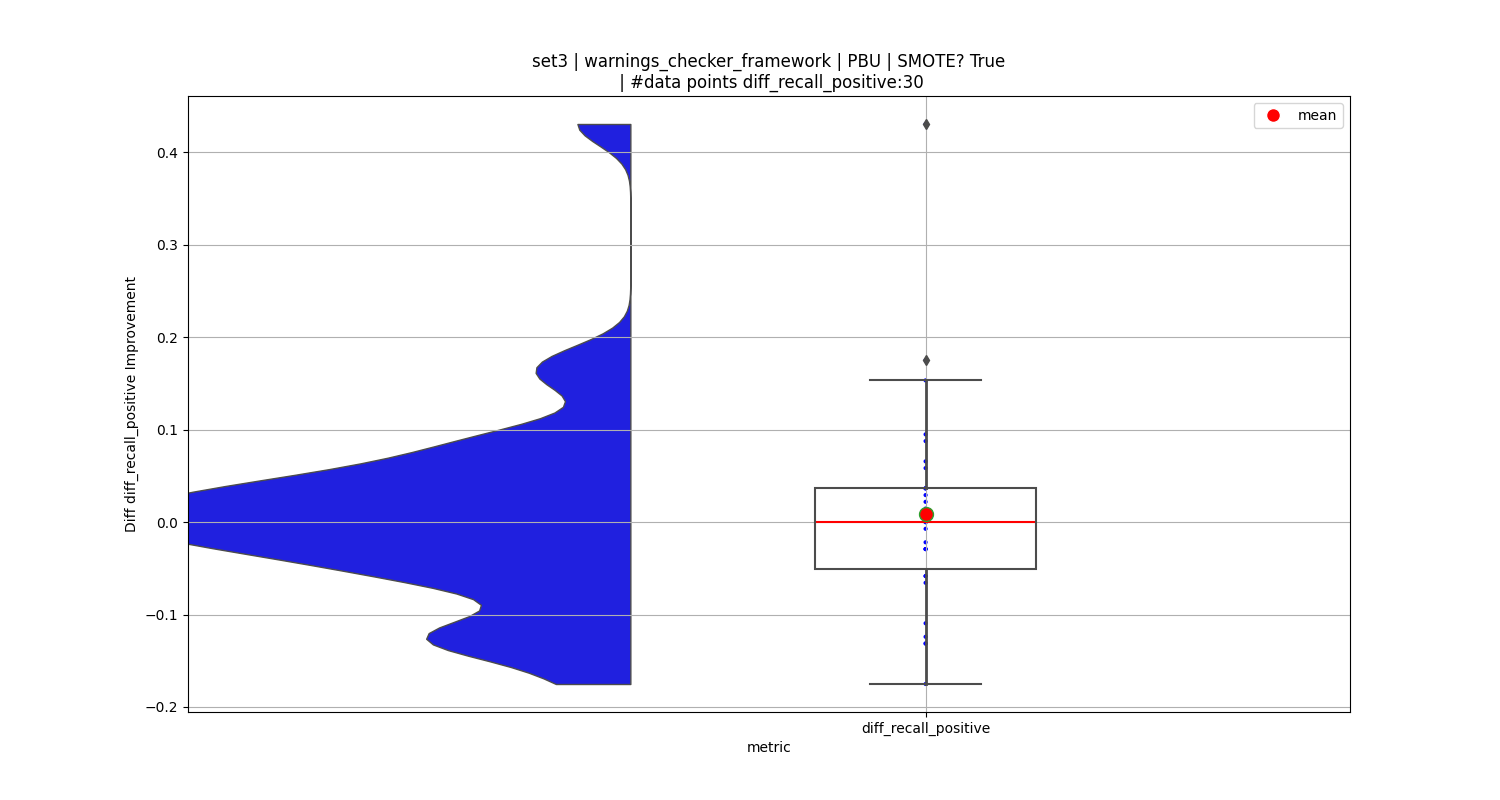 set3 | warnings_checker_framework | PBU | SMOTE? True
| #data points diff_recall_positive:30
mean
0.4
0.3
0.2
0.1
0.0
−0.1
−0.2
Diff diff_recall_positive Improvement
diff_recall_positive
metric